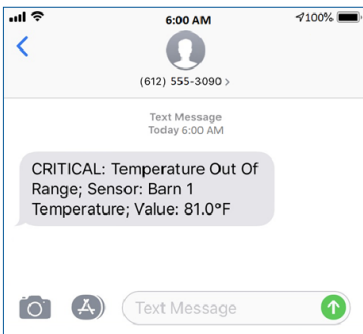 6:00 AM
100%
(612) 555-3090 >
Text Message
Today 6:00 AM
CRITICAL: Temperature Out Of
Range; Sensor: Barn 1
Temperature; Value: 81.0°F
Text Message